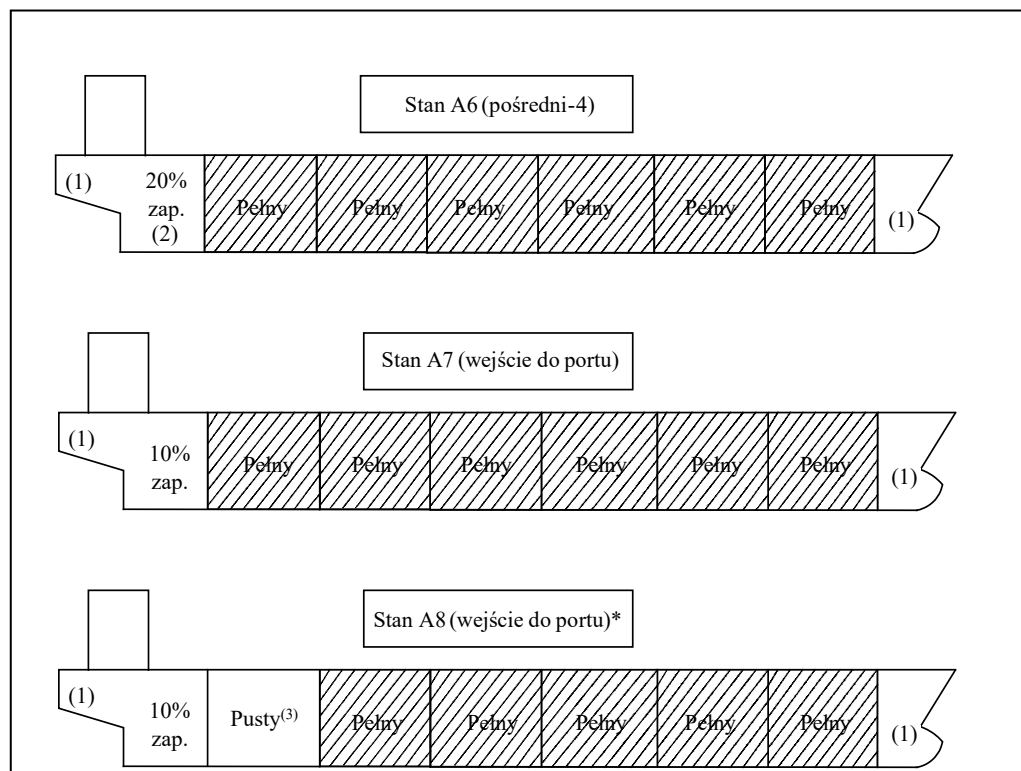 Stan A6 (pośredni-4)
(1)
20%
zap.
(2)
Pełny
Pełny
Pełny
Pełny
Pełny
Pełny
(1)
Stan A7 (wejście do portu)
(1)
10%
zap.
Pełny
Pełny
Pełny
Pełny
Pełny
Pełny
(1)
Stan A8 (wejście do portu)*
(1)
10%
zap.
Pusty(3)
Pełny
Pełny
Pełny
Pełny
Pełny
(1)